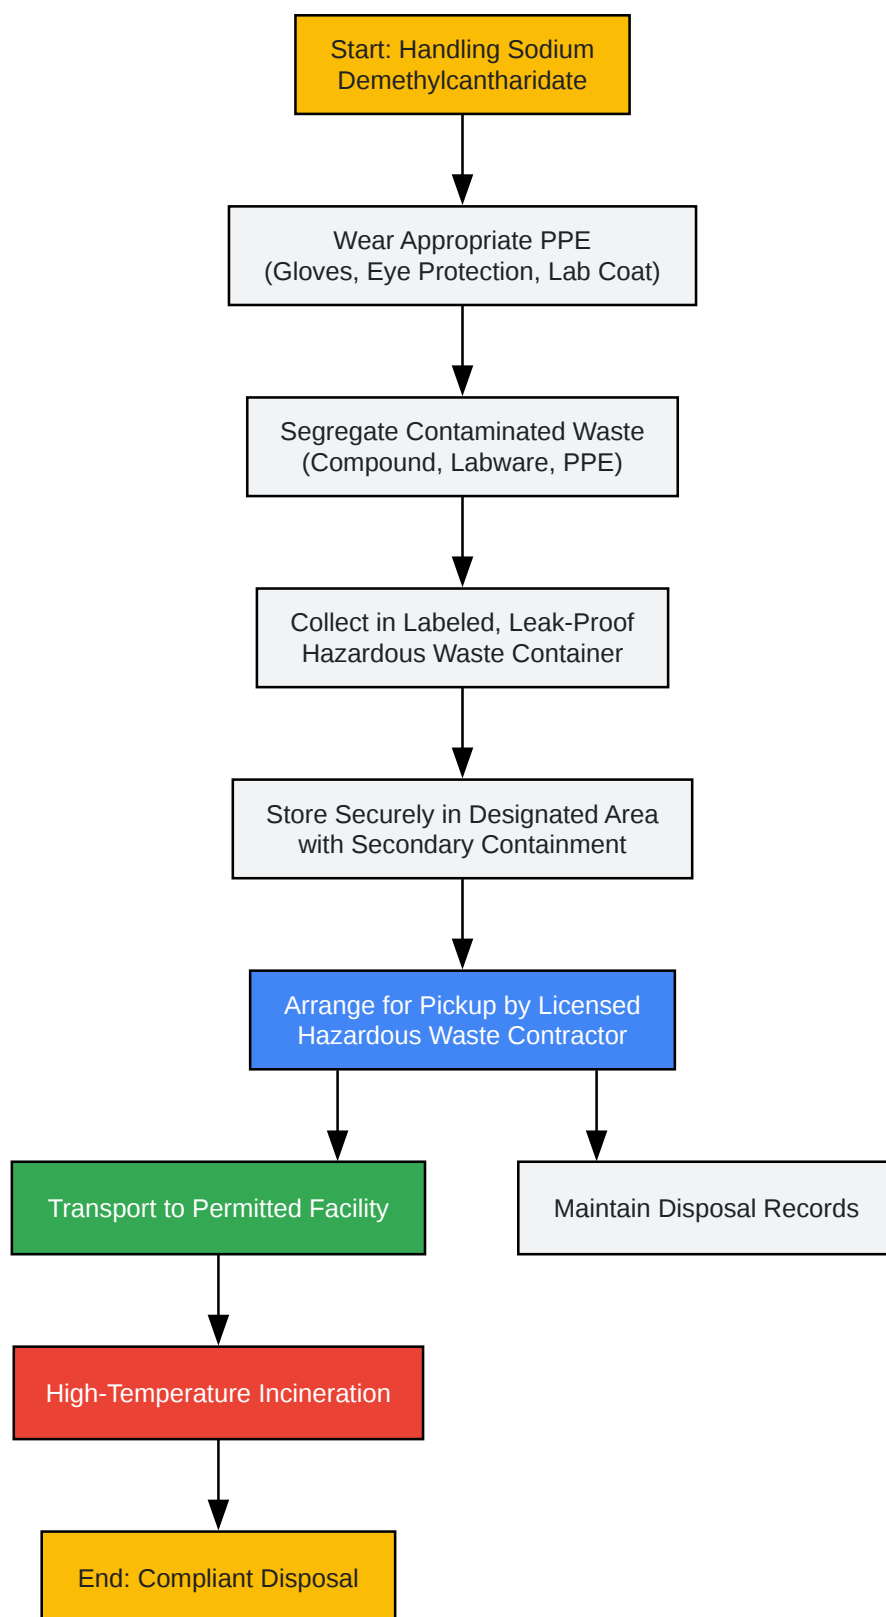 Start: Handling Sodium
Demethylcantharidate
Wear Appropriate PPE
(Gloves, Eye Protection, Lab Coat)
Segregate Contaminated Waste
(Compound, Labware, PPE)
Collect in Labeled, Leak-Proof
Hazardous Waste Container
Store Securely in Designated Area
with Secondary Containment
Arrange for Pickup by Licensed
Hazardous Waste Contractor
Transport to Permitted Facility
Maintain Disposal Records
High-Temperature Incineration
End: Compliant Disposal